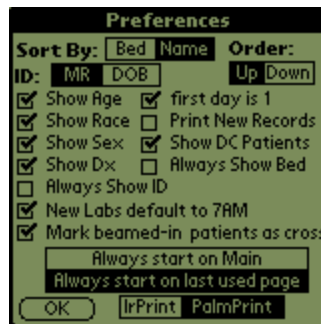 Preferences
Sort By: Bed Name Order:
ID: MR DOB Up Down
Show Age first day is 1
Show Race Print New Records
Show Sex Show DC Patients
Show Dx Always Show Bed
Always Show ID
New Labs default to 7AM
Mark beamed-in patients as cros
Always start on Main
Always start on last used page
OK IrPrint PalmPrint